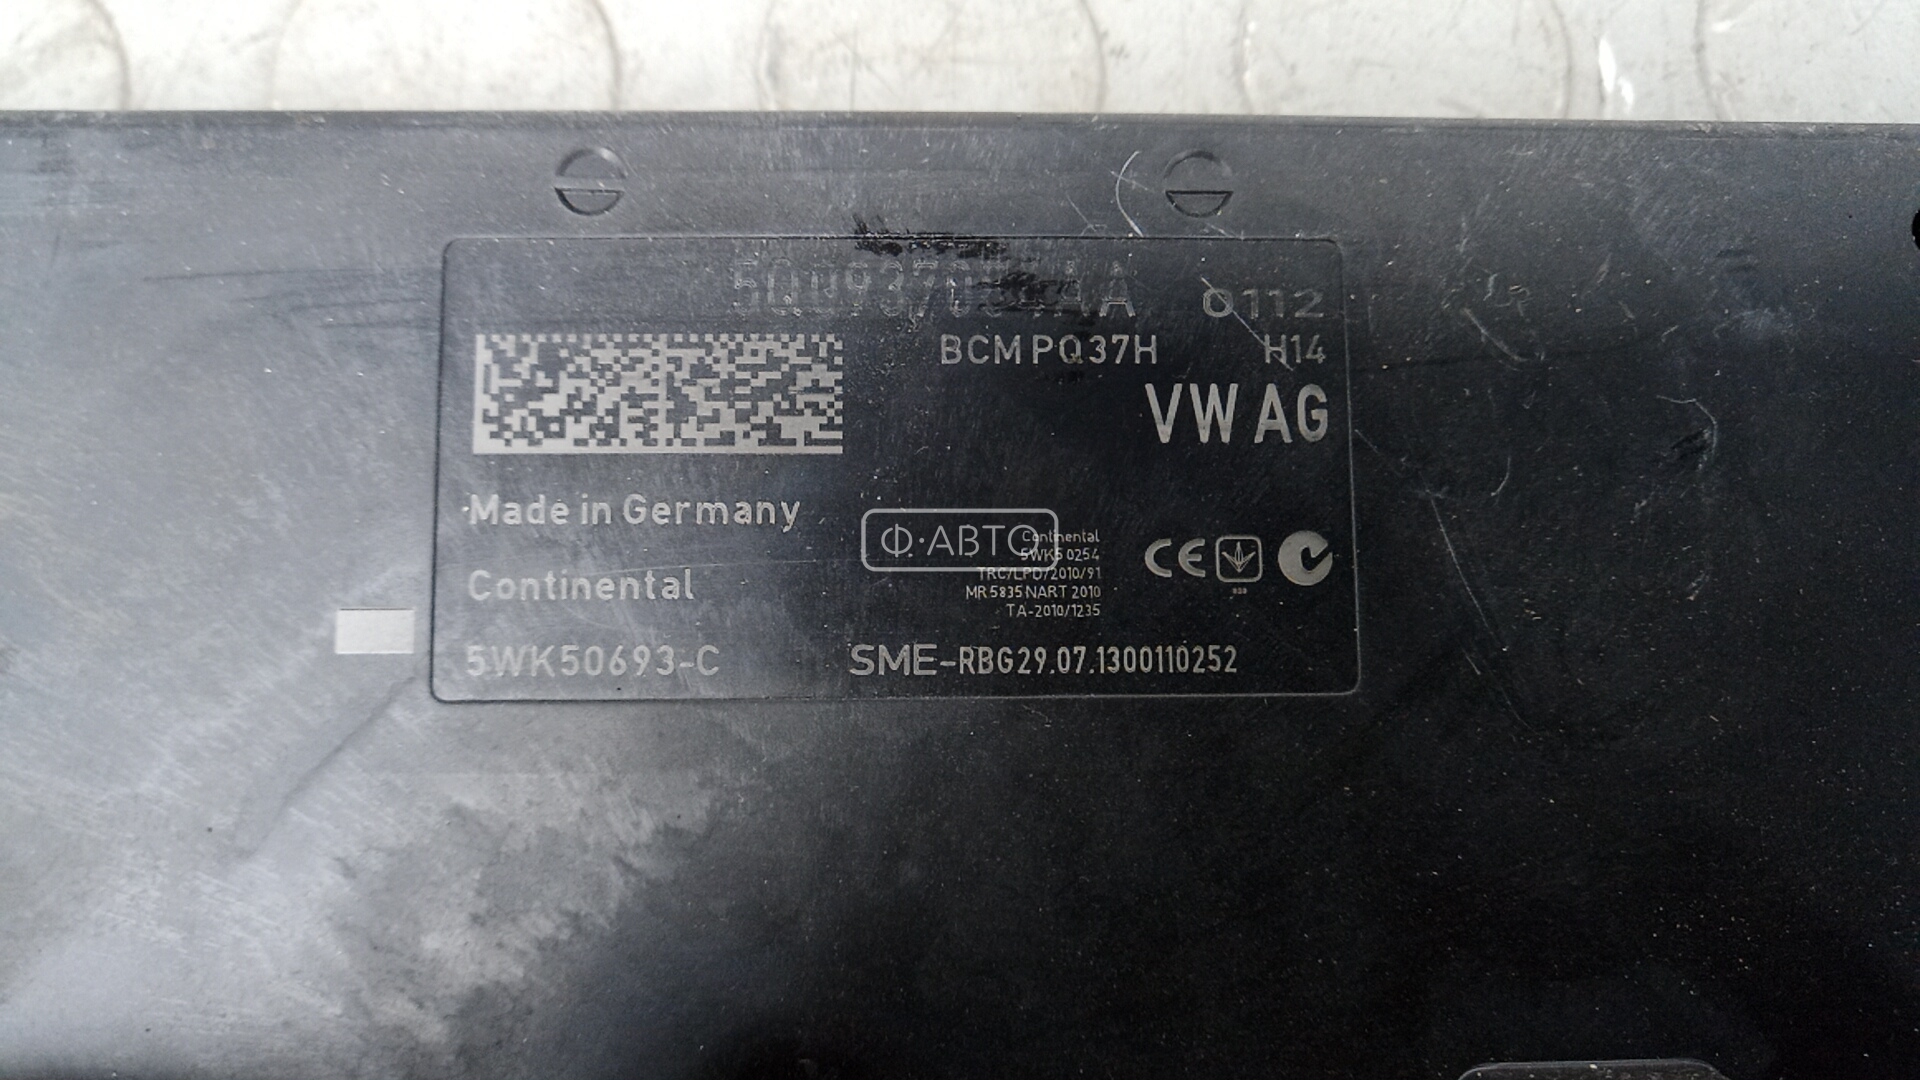 0112
BCM PQ37H H14
VW AG
Made in Germany
Ф·АВТО
Continental
5WK5 0254
TRC/LPD/2010/91
MR 5835 NART 2010
TA-2010/1235
CE
Continental
5WK50693-C
SME-RBG29.07.1300110252